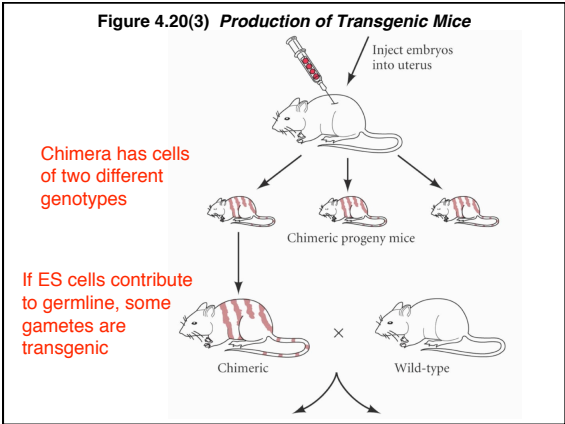 Figure 4.20(3) Production of Transgenic Mice
Inject embryos
into uterus
Chimera has cells
of two different
genotypes
Chimeric progeny mice
If ES cells contribute
to germline, some
gametes are
transgenic
×
Chimeric
Wild-type